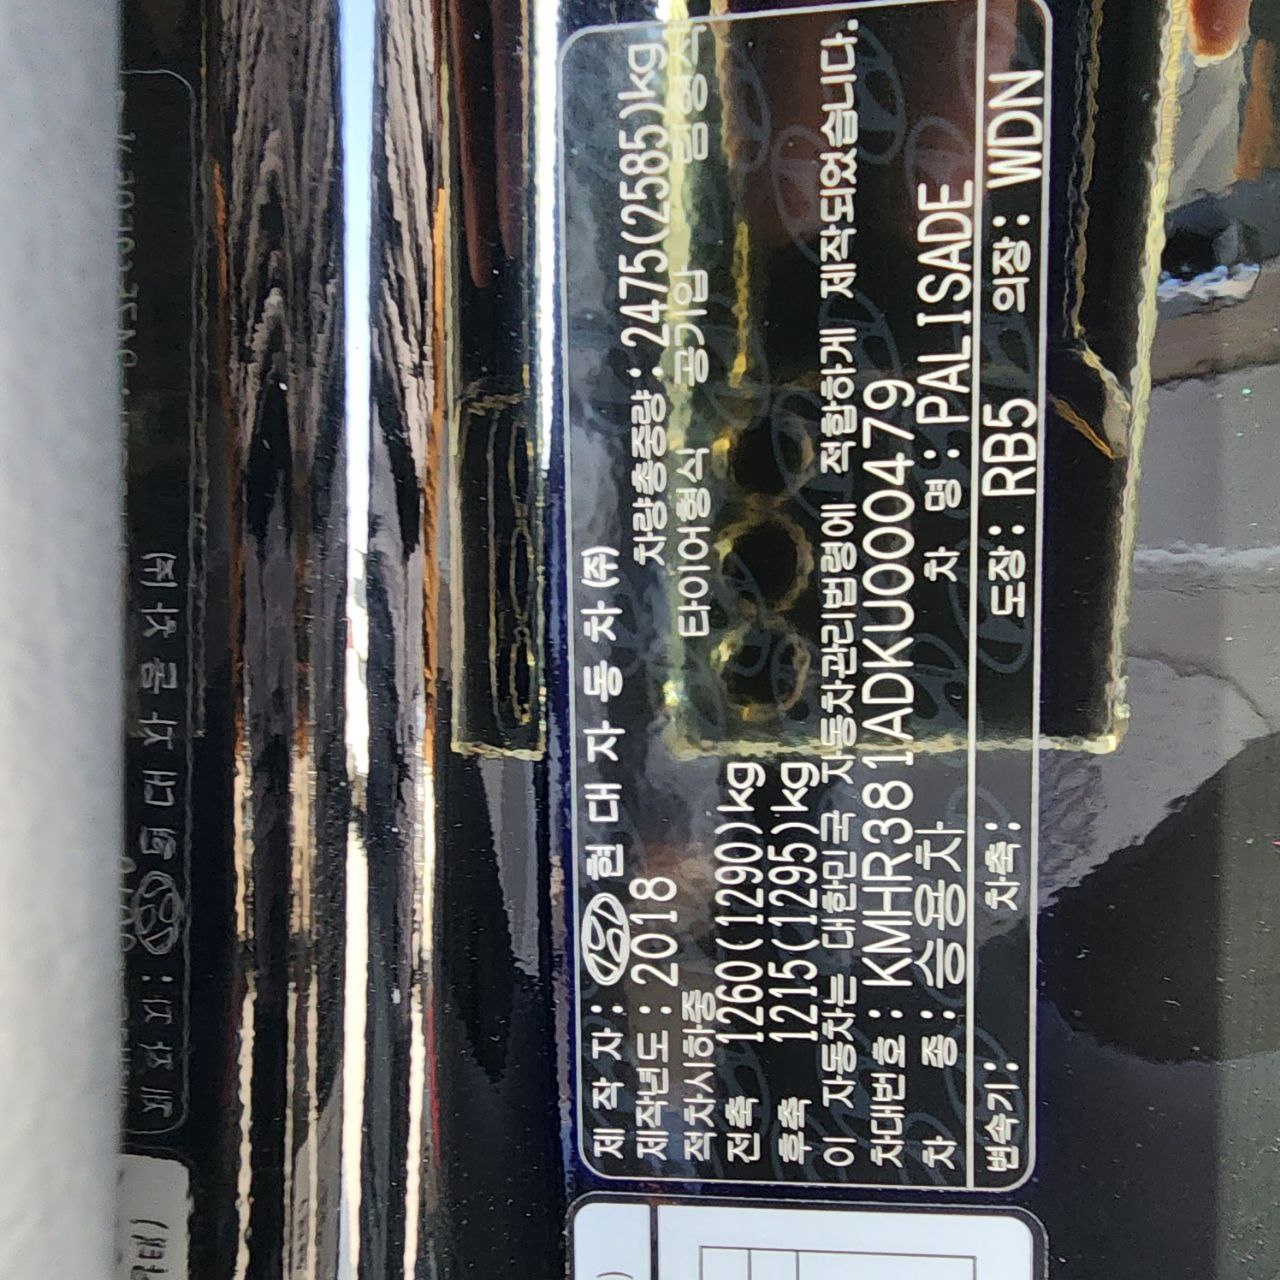 제 작 자: 현 대 자 동 차 (주)
제작년도: 2018 차량총중량: 2475(2585)kg
적차시하중 타이어형식 공기압 림형식
전축 1260(1290)kg
후축 1215(1295)kg
이 자동차는 대한민국 자동차관리법령에 적합하게 제작되었습니다.
차대번호: KMHR381ADKU000479
차 종: 승용차 차 명: PALISADE
변속기: 차축: 도장: RB5 의장: WDN